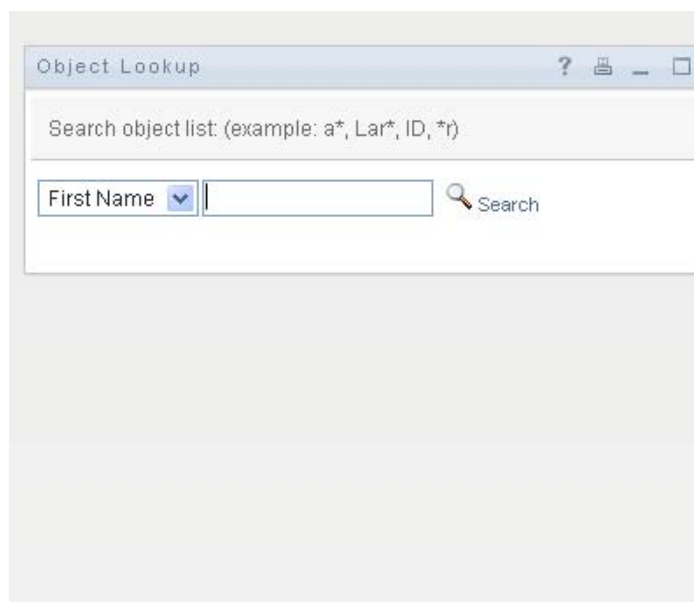 Object Lookup ?
Search object list: (example: a*, Lar*, ID, *r)
First Name Search